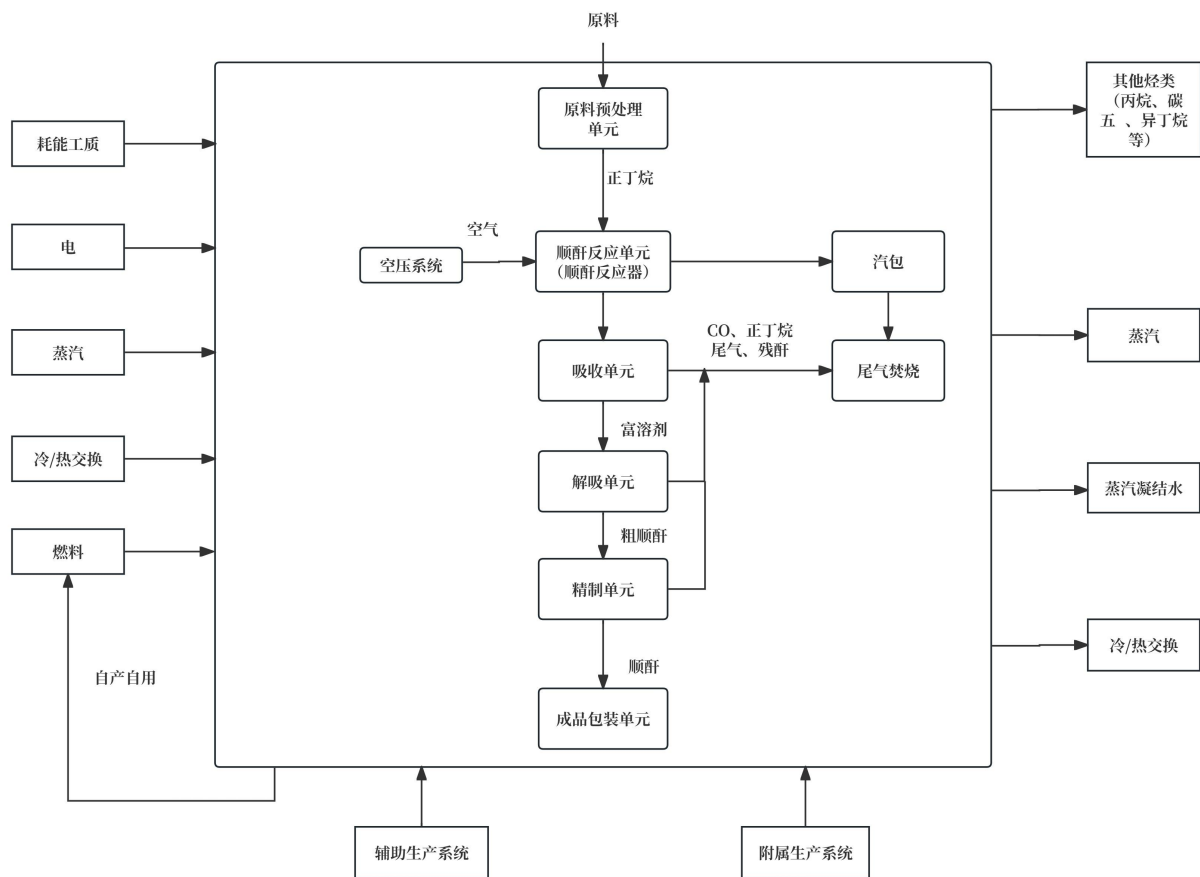 原料
原料预处理
单元
正丁烷
空气
空压系统
顺酐反应单元
（顺酐反应器）
汽包
CO、正丁烷
尾气、残酐
吸收单元
尾气焚烧
富溶剂
解吸单元
粗顺酐
精制单元
顺酐
成品包装单元
耗能工质
电
蒸汽
冷/热交换
燃料
自产自用
其他烃类
（丙烷、碳
五 、异丁烷
等）
蒸汽
蒸汽凝结水
冷/热交换
辅助生产系统
附属生产系统